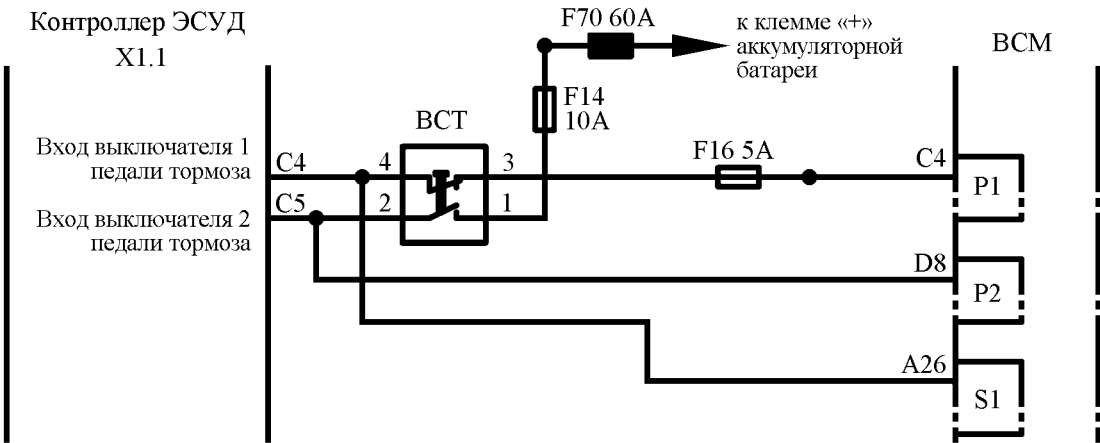 Контроллер ЭСУД
X1.1
F70 60A
к клемме «+»
аккумуляторной
батареи
BCM
F14
10A
ВСТ
F16 5A
Вход выключателя 1
педали тормоза
C4
4
3
C4
P1
Вход выключателя 2
педали тормоза
C5
2
1
D8
P2
A26
S1